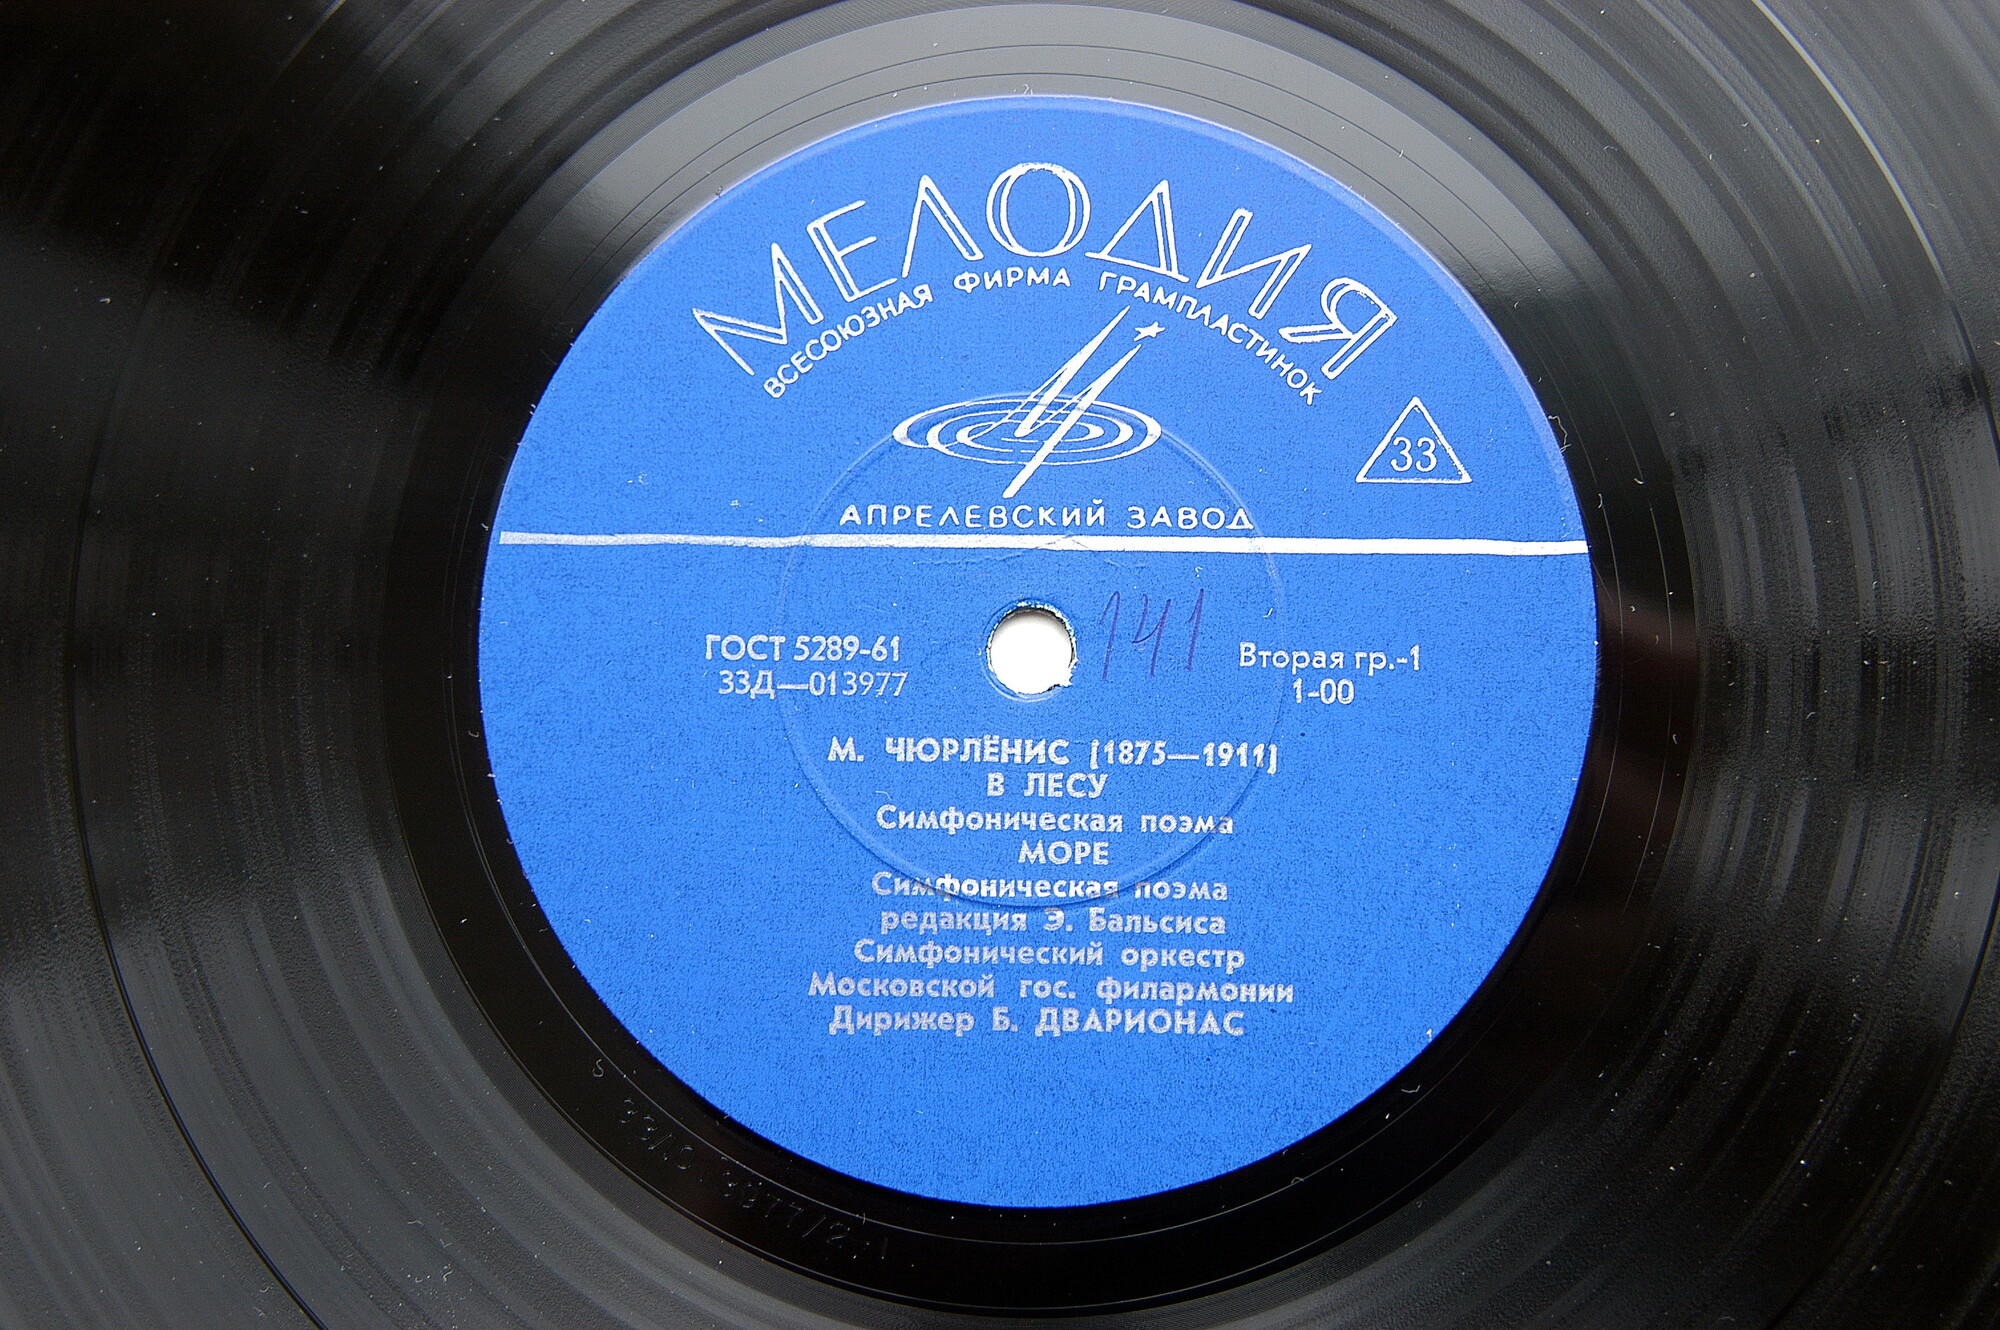 МЕЛОДИЯ
ВСЕСОЮЗНАЯ ФИРМА ГРАМПЛАСТИНОК
33
АПРЕЛЕВСКИЙ ЗАВОД
141
ГОСТ 5289-61
33Д—013977
Вторая гр.-1
1-00
М. ЧЮРЛЁНИС [1875—1911]
В ЛЕСУ
Симфоническая поэма
МОРЕ
Симфоническая поэма
редакция Э. Бальсиса
Симфонический оркестр
Московской гос. филармонии
Дирижер Б. ДВАРИОНАС